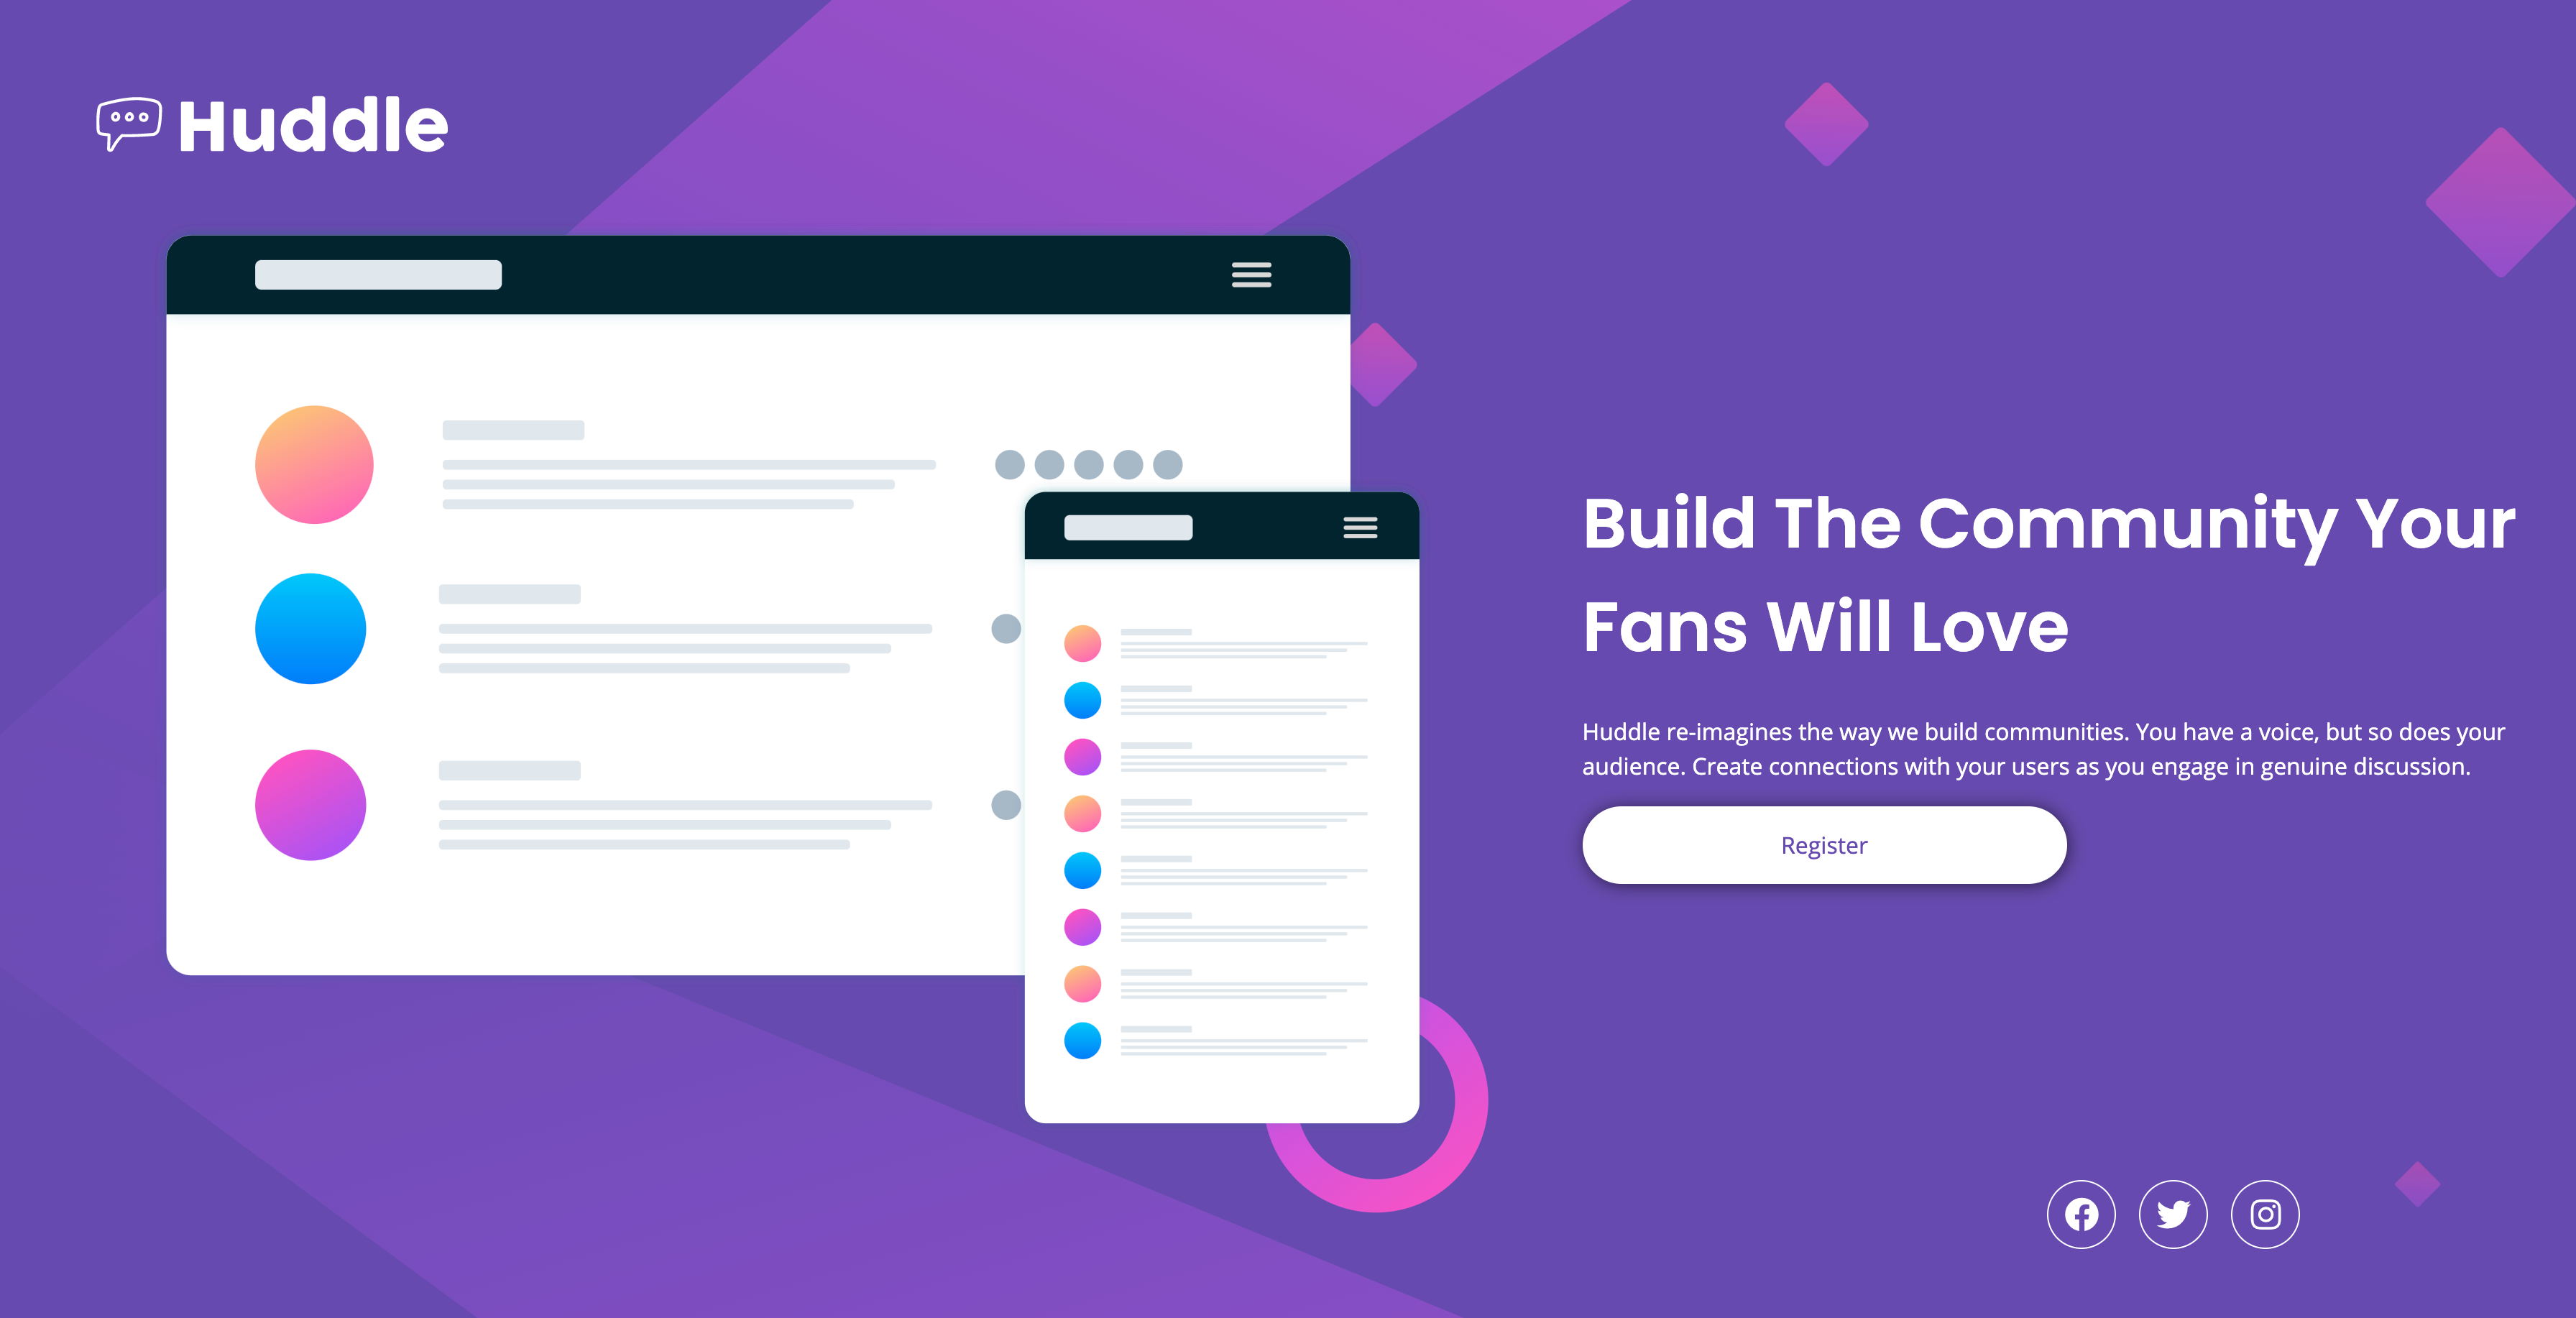 Huddle
Build The Community Your
Fans Will Love
Huddle re-imagines the way we build communities. You have a voice, but so does your
audience. Create connections with your users as you engage in genuine discussion.
Register